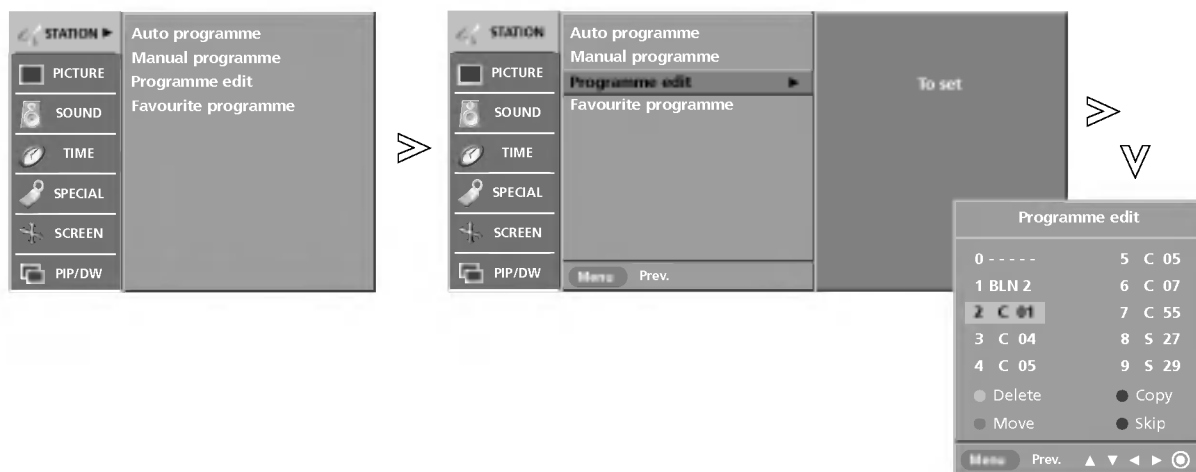 STATION ►
PICTURE
SOUND
TIME
SPECIAL
SCREEN
PIP/DW
Auto programme
Manual programme
Programme edit
Favourite programme
STATION
PICTURE
SOUND
TIME
SPECIAL
SCREEN
PIP/DW
Auto programme
Manual programme
Programme edit ►
Favourite programme
Menu Prev.
To set
Programme edit
0 - - - - - 5 C 05
1 BLN 2 6 C 07
2 C 01 7 C 55
3 C 04 8 S 27
4 C 05 9 S 29
Delete Copy
Move Skip
Menu Prev. ▲ ▼ ◄ ►